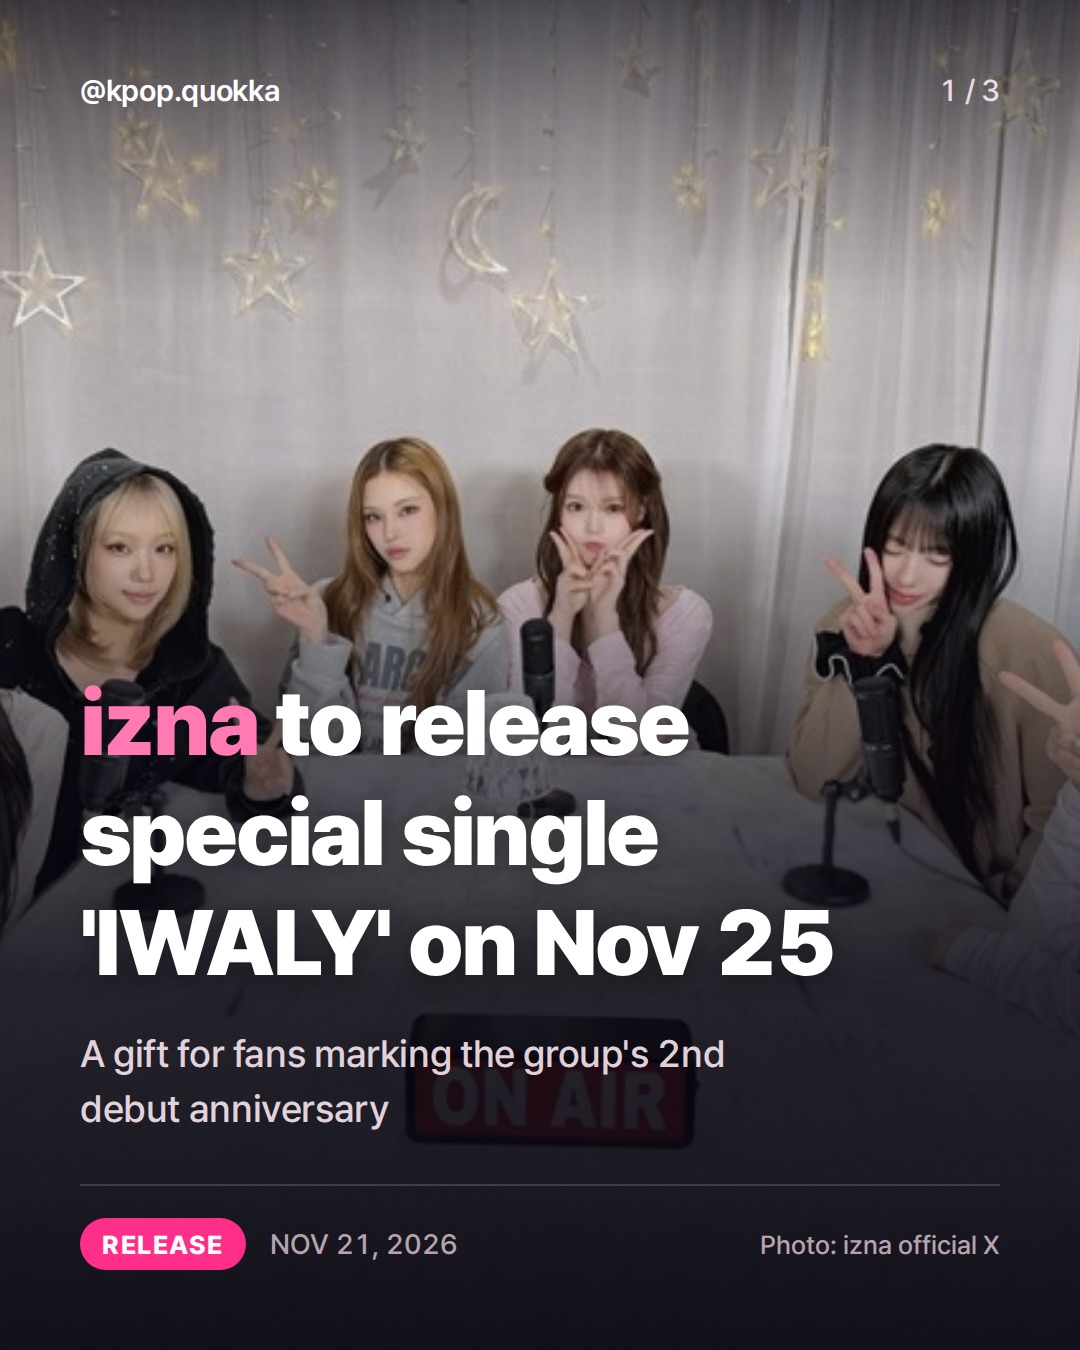 @kpop.quokka
1 / 3
ARC
izna to release
special single
'IWALY' on Nov 25
A gift for fans marking the group's 2nd
debut anniversary
ON AIR
RELEASE
NOV 21, 2026
Photo: izna official X